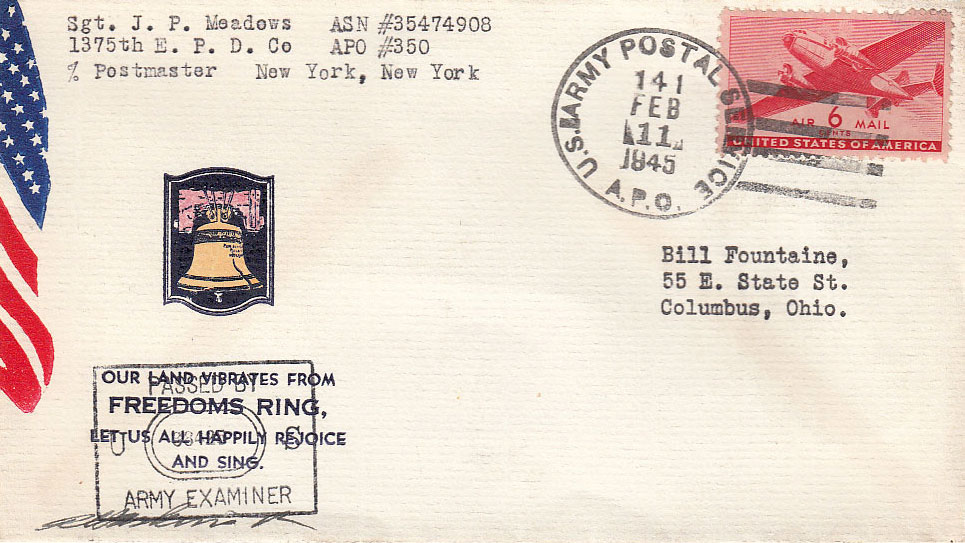 Sgt. J. P. Meadows ASN #35474908
1375th E. P. D. Co APO #350
% Postmaster New York, New York
U.S. ARMY POSTAL SERVICE
141
FEB
11
1945
A.P.O.
AIR 6 MAIL
CENTS
UNITED STATES OF AMERICA
Bill Fountaine,
55 E. State St.
Columbus, Ohio.
OUR LAND VIBRATES FROM
FREEDOMS RING,
LET US ALL HAPPILY REJOICE
AND SING.
PASSED BY
U S
ARMY EXAMINER